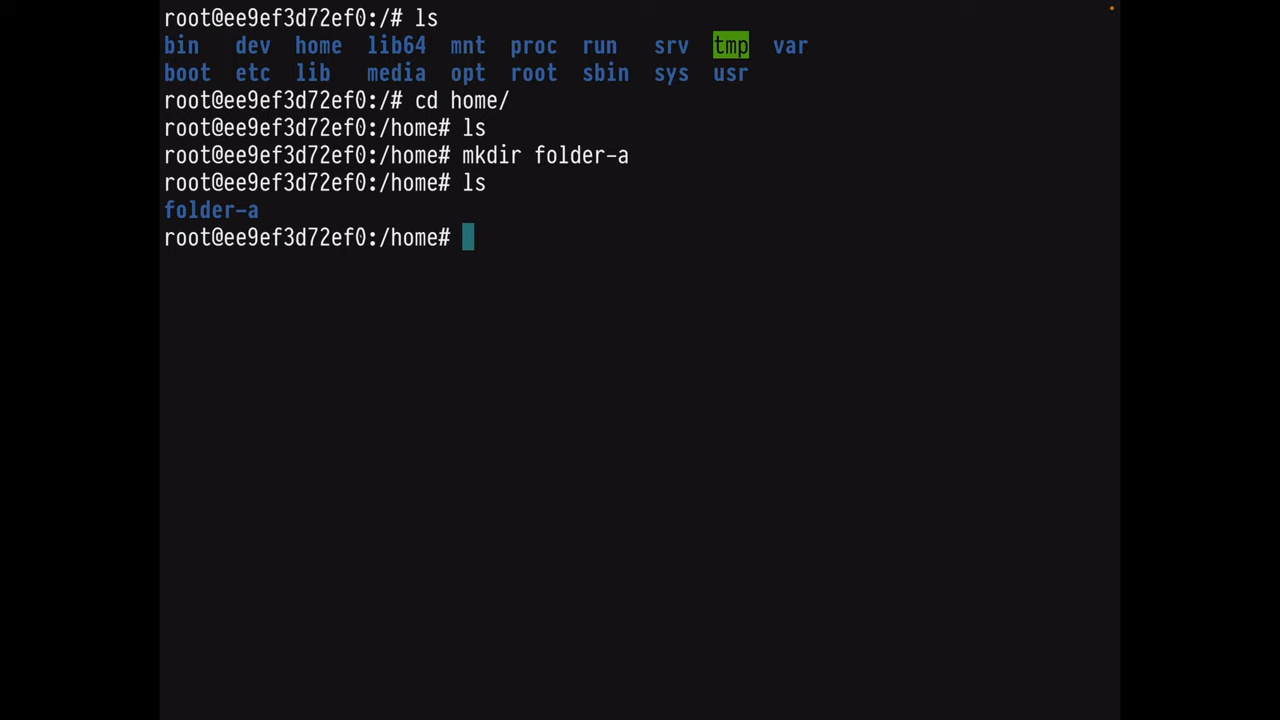 root@ee9ef3d72ef0:/# ls
bin   dev  home  lib64  mnt  proc  run   srv  tmp  var
boot  etc  lib   media  opt  root  sbin  sys  usr
root@ee9ef3d72ef0:/# cd home/
root@ee9ef3d72ef0:/home# ls
root@ee9ef3d72ef0:/home# mkdir folder-a
root@ee9ef3d72ef0:/home# ls
folder-a
root@ee9ef3d72ef0:/home#